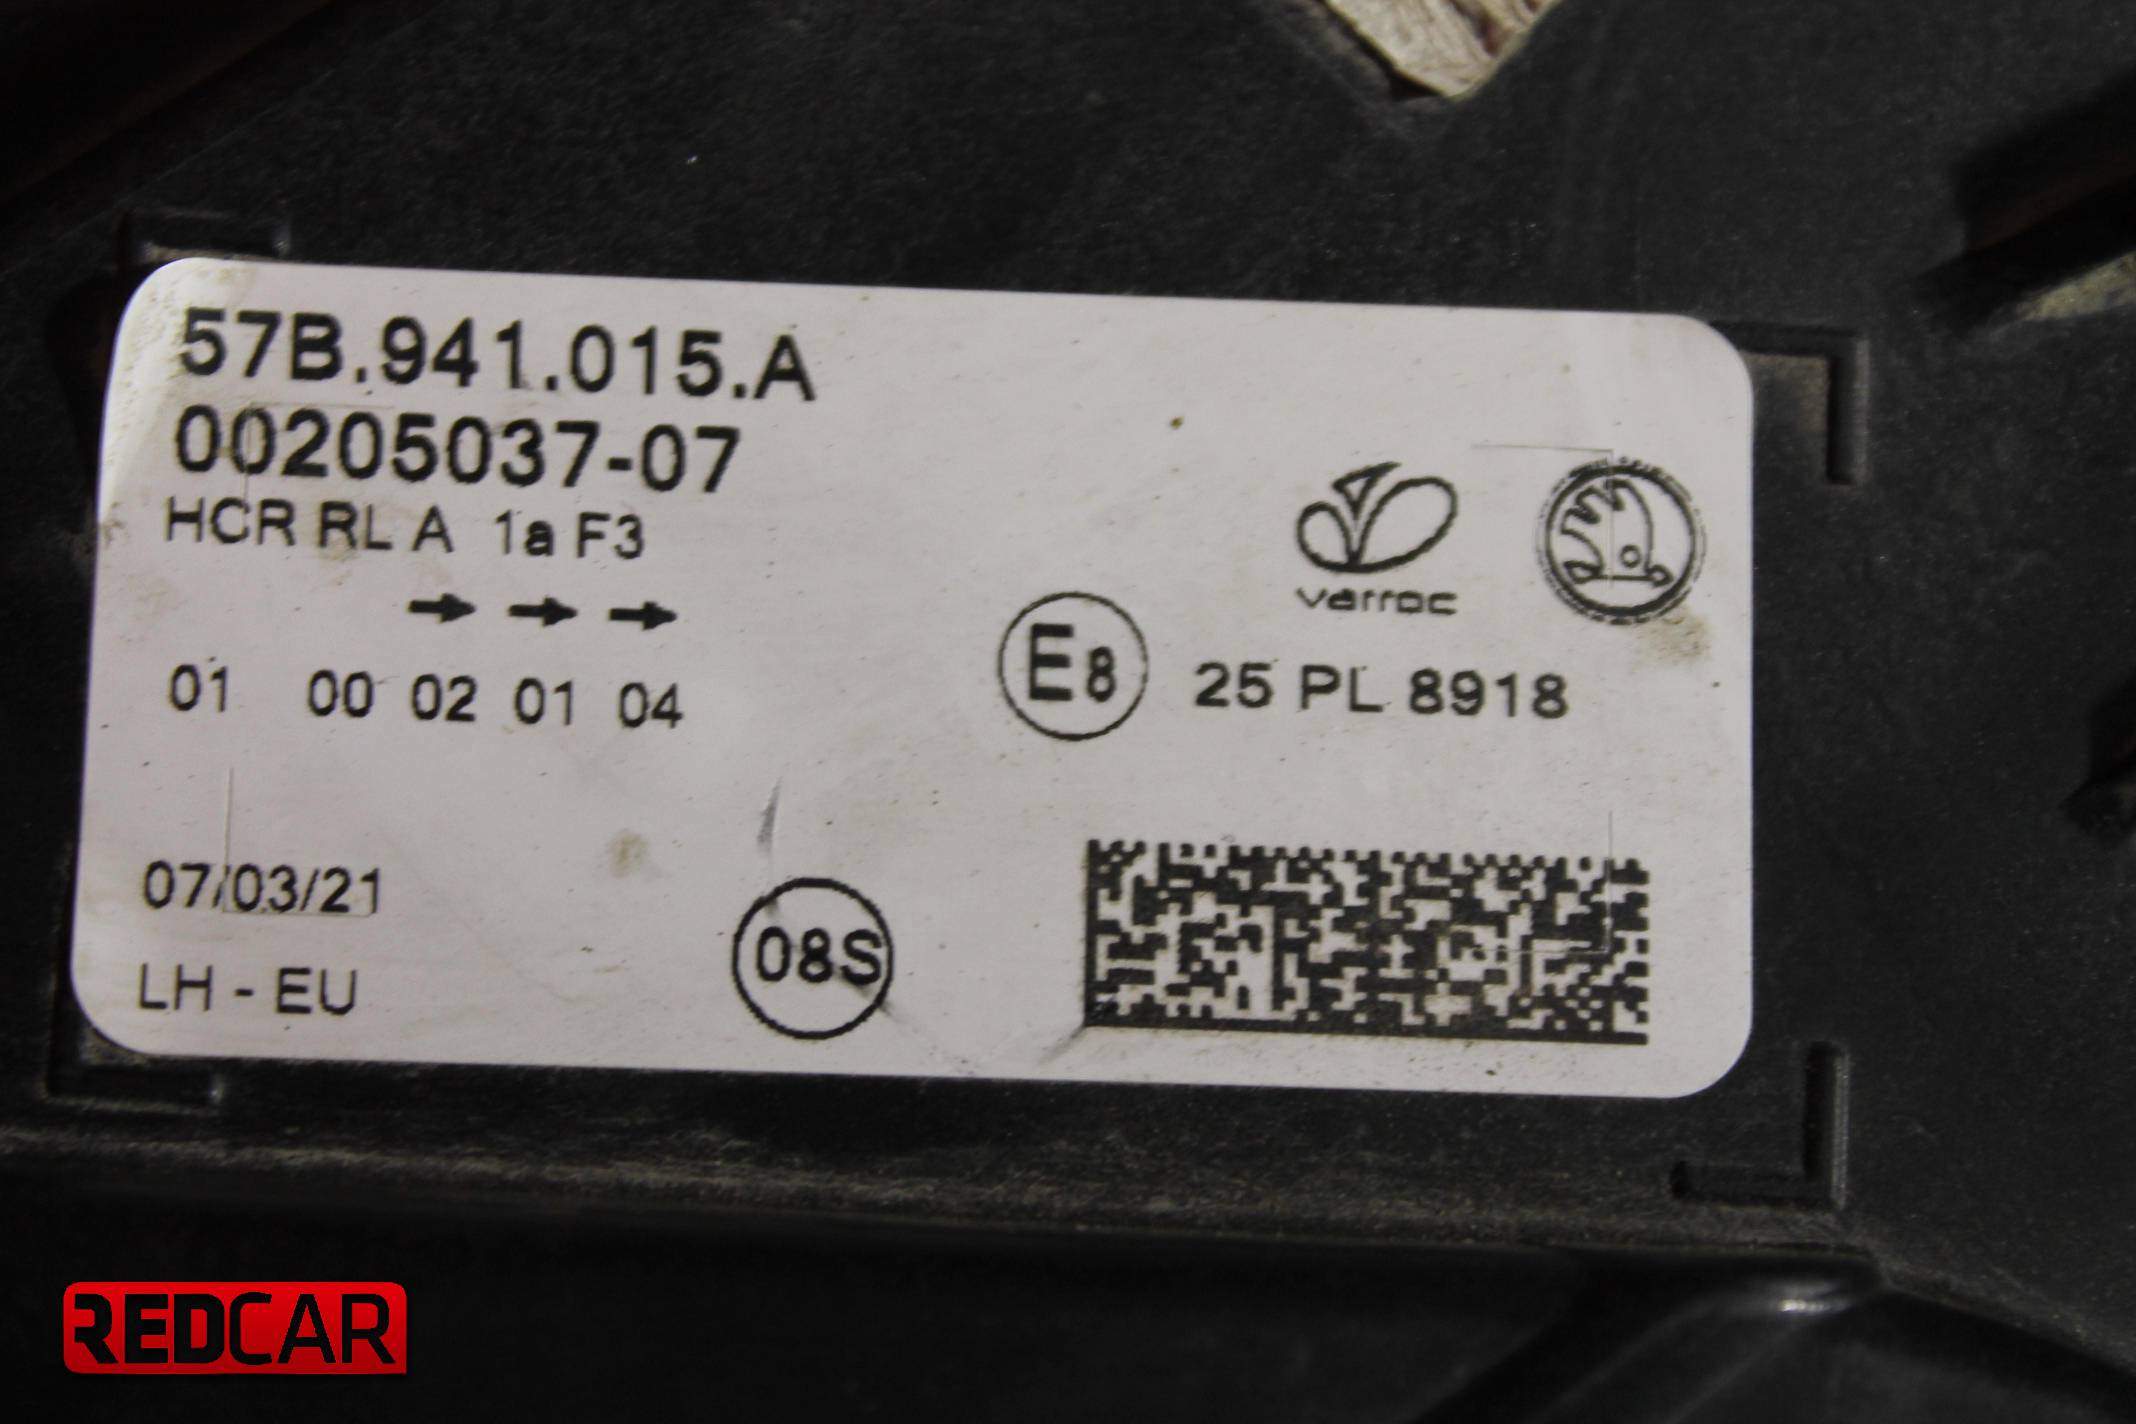 57B.941.015.A
00205037-07
HCR RL A 1a F3
varroc
E8 25 PL 8918
01 00 02 01 04
07/03/21
08S
LH - EU
REDCAR